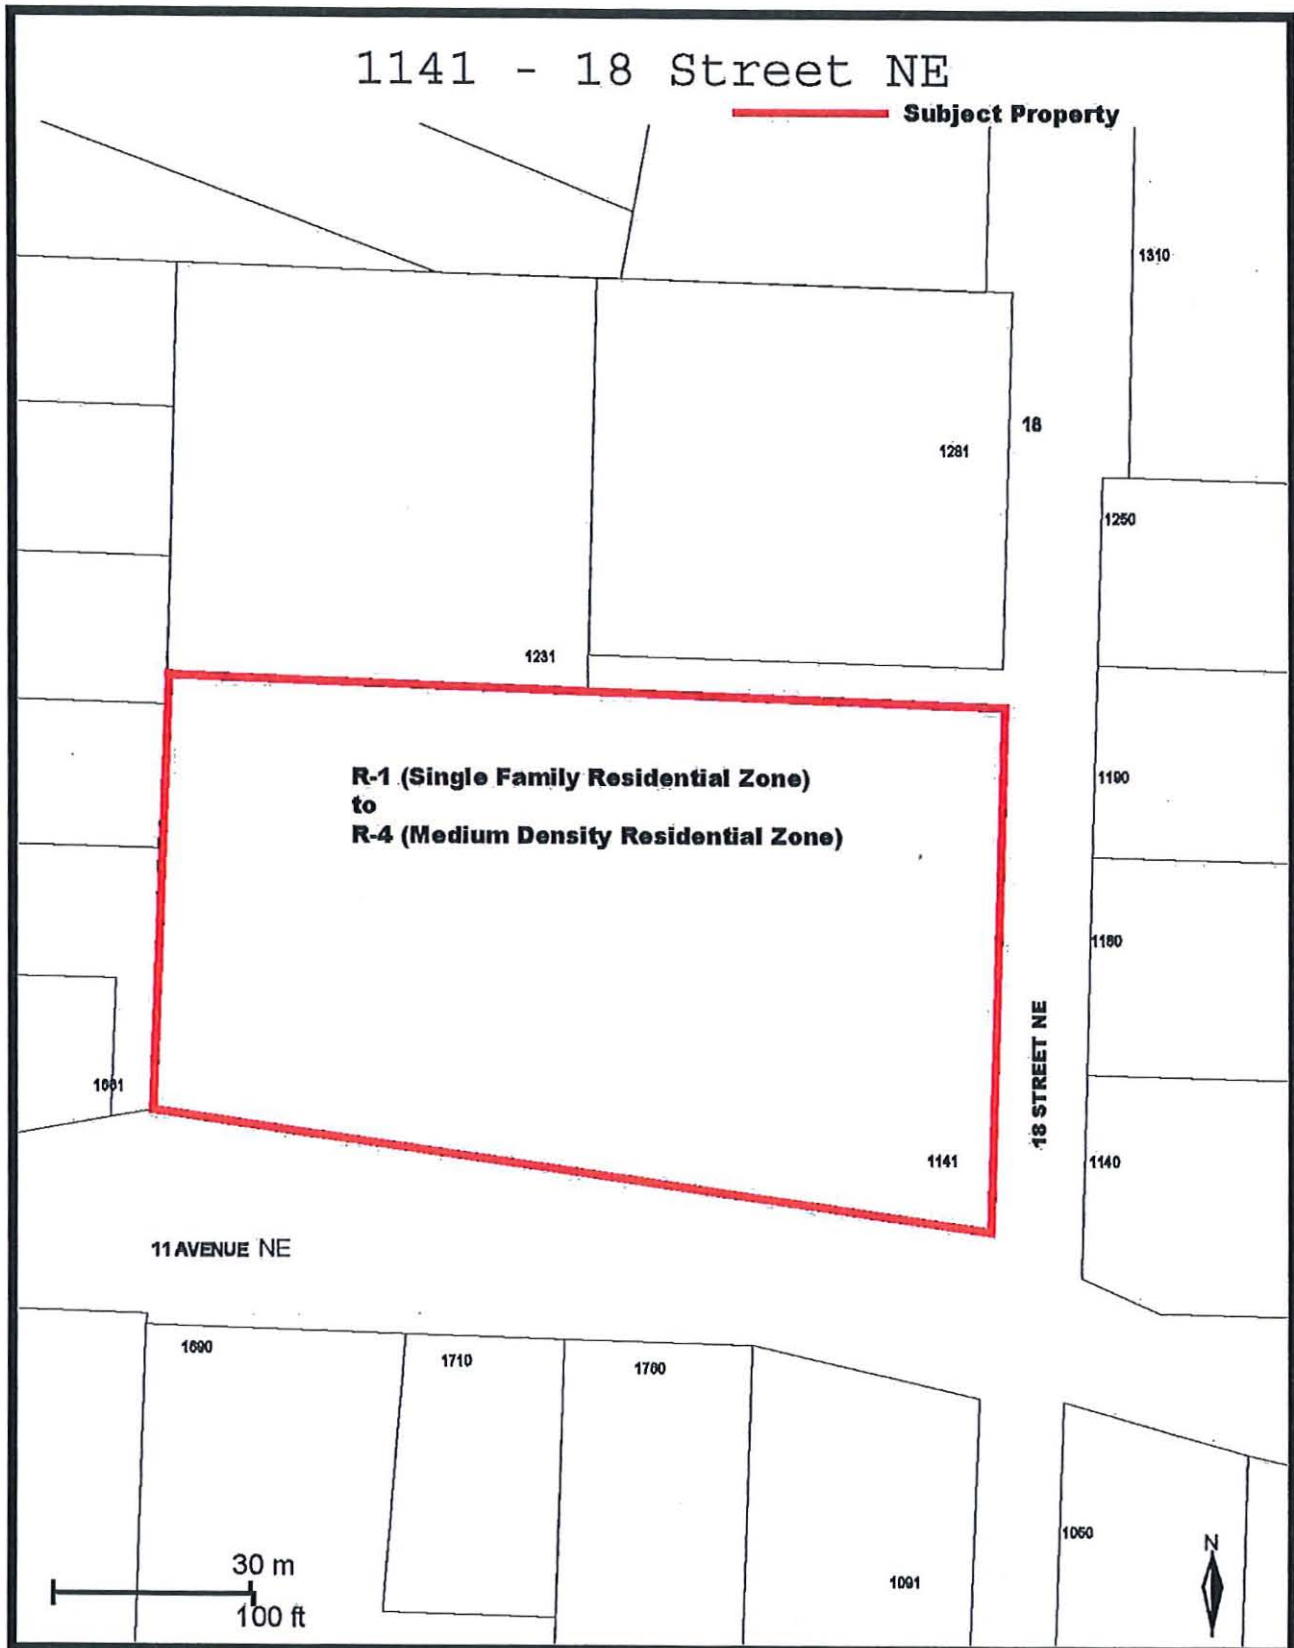 1141 - 18 Street NE
Subject Property
1310
18
1281
1250
1231
R-1 (Single Family Residential Zone)
to
R-4 (Medium Density Residential Zone)
1190
1180
18 STREET NE
1141
1140
11 AVENUE NE
1690
1710
1760
1060
1091
30 m
100 ft
N